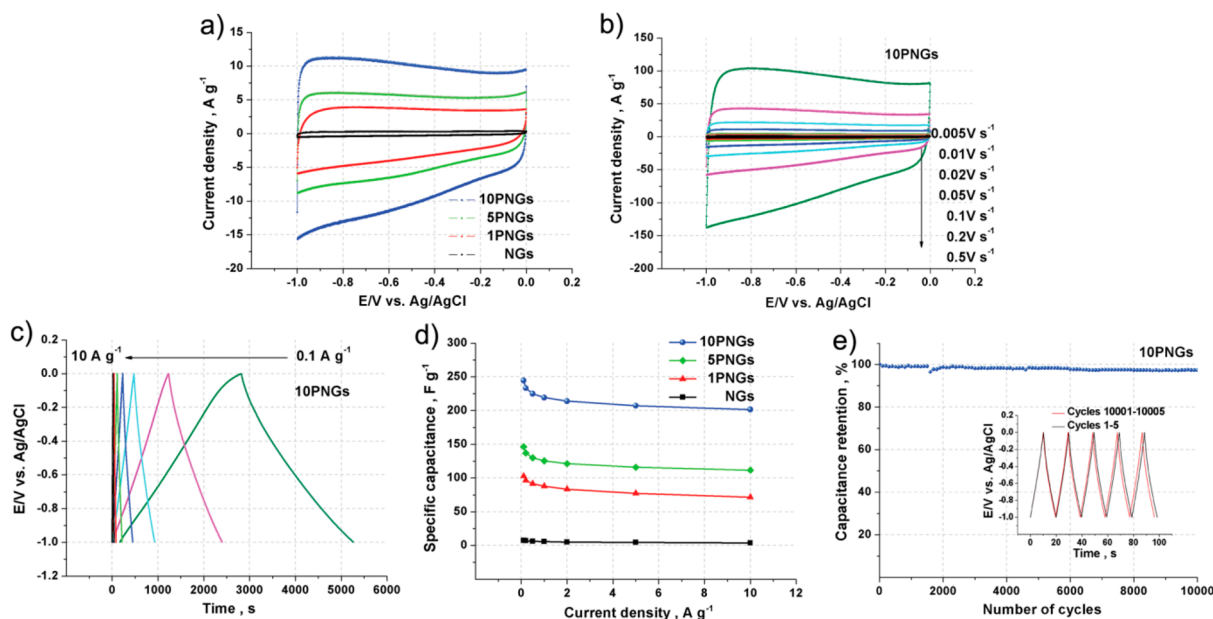 a)
15
10
5
0
-5
-10
-15
-20
Current density , A g⁻¹
-1.0 -0.8 -0.6 -0.4 -0.2 0.0 0.2
E/V vs. Ag/AgCl
10PNGs
5PNGs
1PNGs
NGs
b)
10PNGs
150
100
50
0
-50
-100
-150
-200
Current density , A g⁻¹
-1.0 -0.8 -0.6 -0.4 -0.2 0.0 0.2
E/V vs. Ag/AgCl
0.005V s⁻¹
0.01V s⁻¹
0.02V s⁻¹
0.05V s⁻¹
0.1V s⁻¹
0.2V s⁻¹
0.5V s⁻¹
c)
10 A g⁻¹ 0.1 A g⁻¹
10PNGs
0.2
0.0
-0.2
-0.4
-0.6
-0.8
-1.0
-1.2
E/V vs. Ag/AgCl
0 1000 2000 3000 4000 5000 6000
Time , s
d)
10PNGs
5PNGs
1PNGs
NGs
300
250
200
150
100
50
0
Specific capacitance , F g⁻¹
0 2 4 6 8 10 12
Current density , A g⁻¹
e)
10PNGs
100
80
60
40
20
Capacitance retention , %
0 2000 4000 6000 8000 10000
Number of cycles
Cycles 10001-10005
Cycles 1-5
0.2
0.0
-0.2
-0.4
-0.6
-0.8
-1.0
-1.2
E/V vs. Ag/AgCl
0 20 40 60 80 100
Time , s